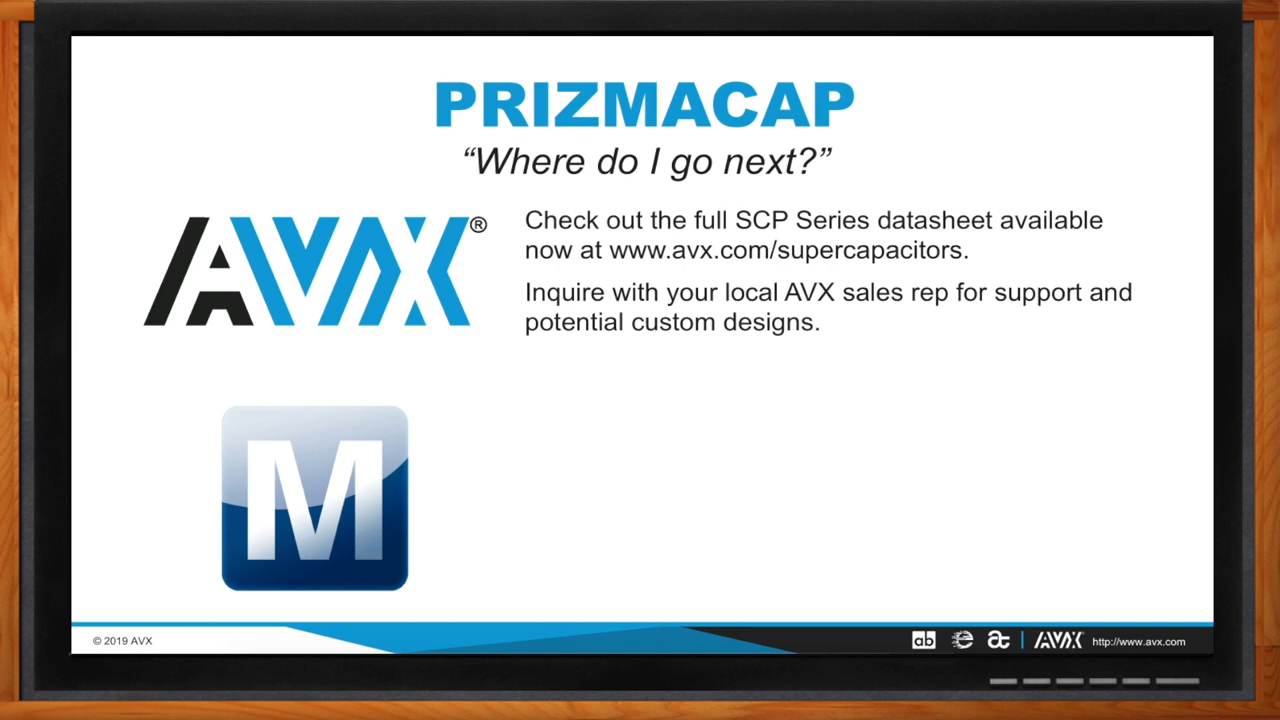 PRIZMACAP
“Where do I go next?”
AVX®
Check out the full SCP Series datasheet available
now at www.avx.com/supercapacitors.
Inquire with your local AVX sales rep for support and
potential custom designs.
M
© 2019 AVX
ab
AVX
http://www.avx.com